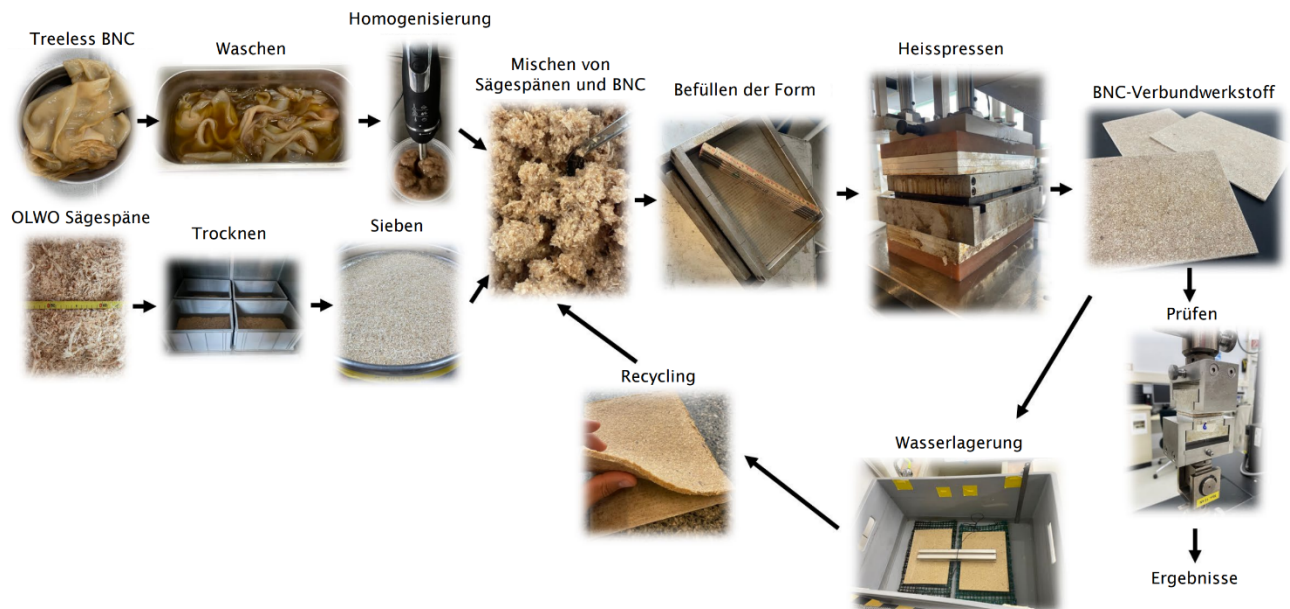 Treeless BNC
Waschen
Homogenisierung
Mischen von
Sägespänen und BNC
Befüllen der Form
Heisspressen
BNC-Verbundwerkstoff
OLWO Sägespäne
Trocknen
Sieben
Prüfen
Recycling
Wasserlagerung
Ergebnisse